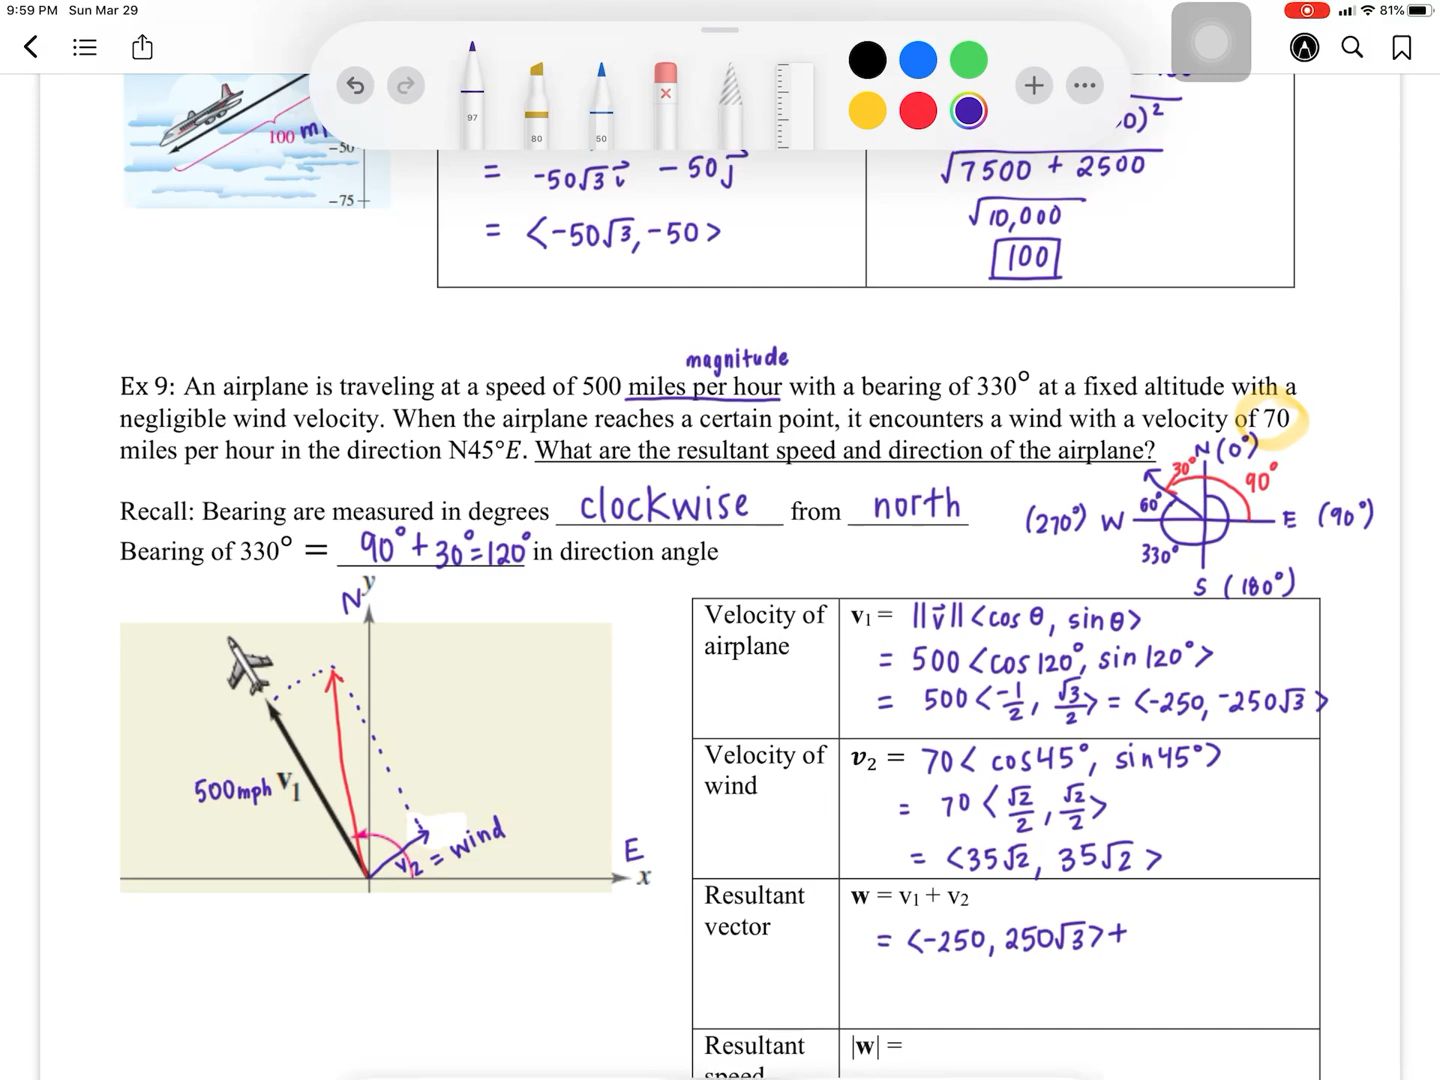 9:59 PM Sun Mar 29
81%
97
80
50
100 mi
-50
-75
0)²
= -50√3 i⃗ - 50 j⃗
= <-50√3, -50>
√7500 + 2500
√10,000
100
magnitude
Ex 9: An airplane is traveling at a speed of 500 miles per hour with a bearing of 330° at a fixed altitude with a
negligible wind velocity. When the airplane reaches a certain point, it encounters a wind with a velocity of 70
miles per hour in the direction N45°E. What are the resultant speed and direction of the airplane?
N (0°)
30°
90°
60°
(270°) W
E (90°)
330°
S (180°)
Recall: Bearing are measured in degrees clockwise from north
Bearing of 330° = 90° + 30° = 120° in direction angle
N y
500mph v₁
v₂ = wind
E
x
Velocity of airplane
v₁ = ||v⃗|| <cos θ, sin θ>
= 500 <cos 120°, sin 120°>
= 500 <-1/2, √3/2> = <-250, -250√3>
Velocity of wind
v₂ = 70 < cos45°, sin45°>
= 70 <√2/2, √2/2>
= <35√2, 35√2>
Resultant vector
w = v₁ + v₂
= <-250, 250√3> +
Resultant speed
|w| =